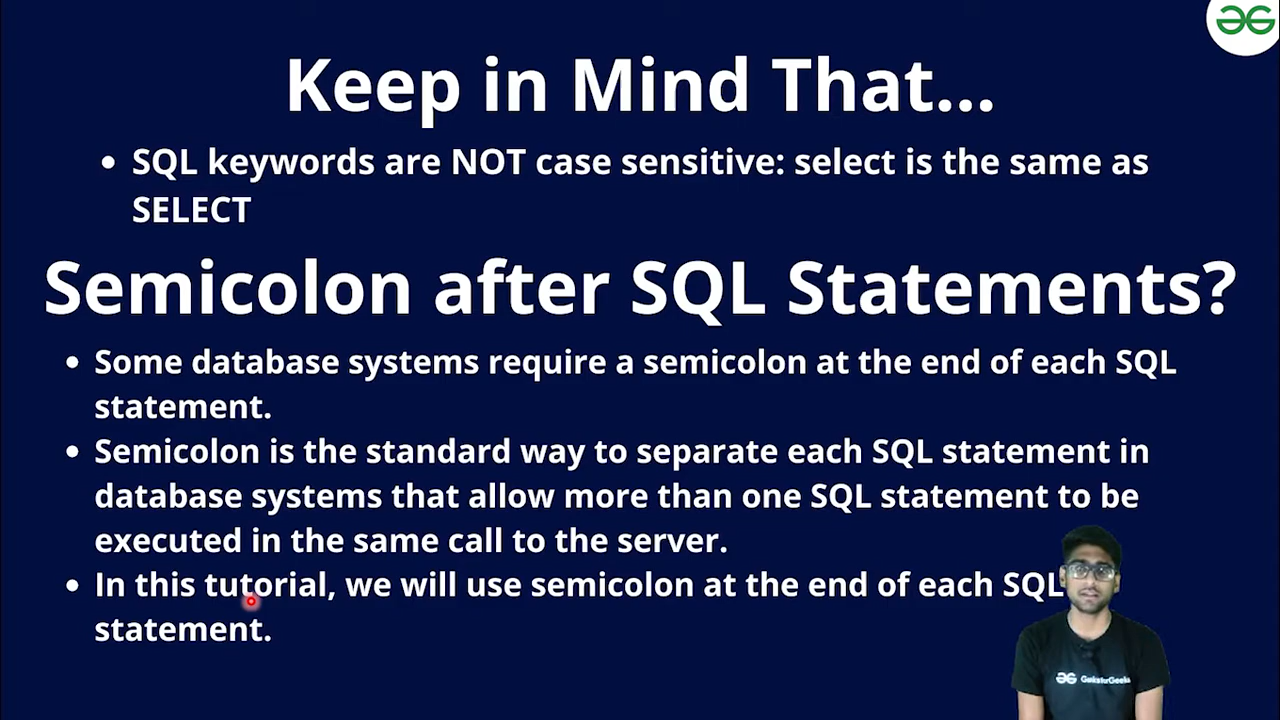 Keep in Mind That...
• SQL keywords are NOT case sensitive: select is the same as
SELECT
Semicolon after SQL Statements?
• Some database systems require a semicolon at the end of each SQL
statement.
• Semicolon is the standard way to separate each SQL statement in
database systems that allow more than one SQL statement to be
executed in the same call to the server.
• In this tutorial, we will use semicolon at the end of each SQL
statement.
GeeksforGeeks